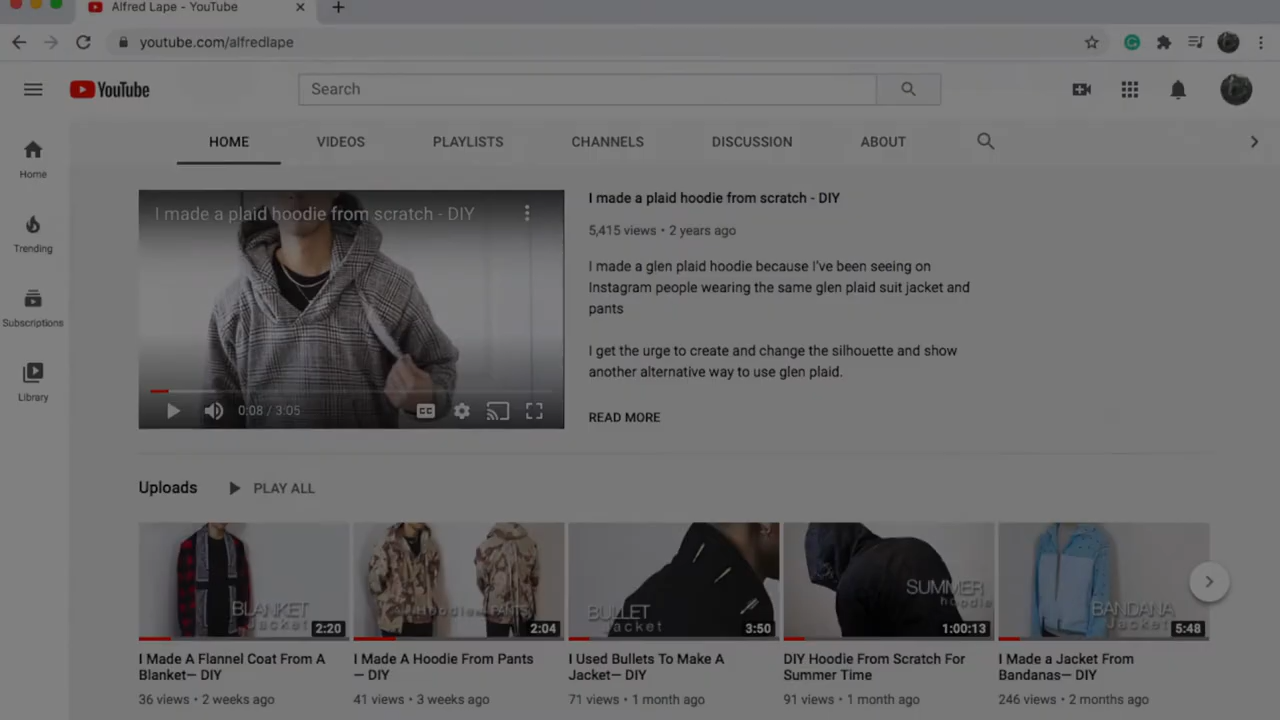 Alfred Lape - YouTube
youtube.com/alfredlape
YouTube
Search
HOME
VIDEOS
PLAYLISTS
CHANNELS
DISCUSSION
ABOUT
Home
Trending
Subscriptions
Library
I made a plaid hoodie from scratch - DIY
0:08 / 3:05
CC
I made a plaid hoodie from scratch - DIY
5,415 views • 2 years ago
I made a glen plaid hoodie because I've been seeing on
Instagram people wearing the same glen plaid suit jacket and
pants
I get the urge to create and change the silhouette and show
another alternative way to use glen plaid.
READ MORE
Uploads
PLAY ALL
BLANKET
Jacket
2:20
I Made A Flannel Coat From A
Blanket— DIY
36 views • 2 weeks ago
Hoodie PANTS
2:04
I Made A Hoodie From Pants
— DIY
41 views • 3 weeks ago
BULLET
Jacket
3:50
I Used Bullets To Make A
Jacket— DIY
71 views • 1 month ago
SUMMER
hoodie
1:00:13
DIY Hoodie From Scratch For
Summer Time
91 views • 1 month ago
BANDANA
Jacket
5:48
I Made a Jacket From
Bandanas— DIY
246 views • 2 months ago